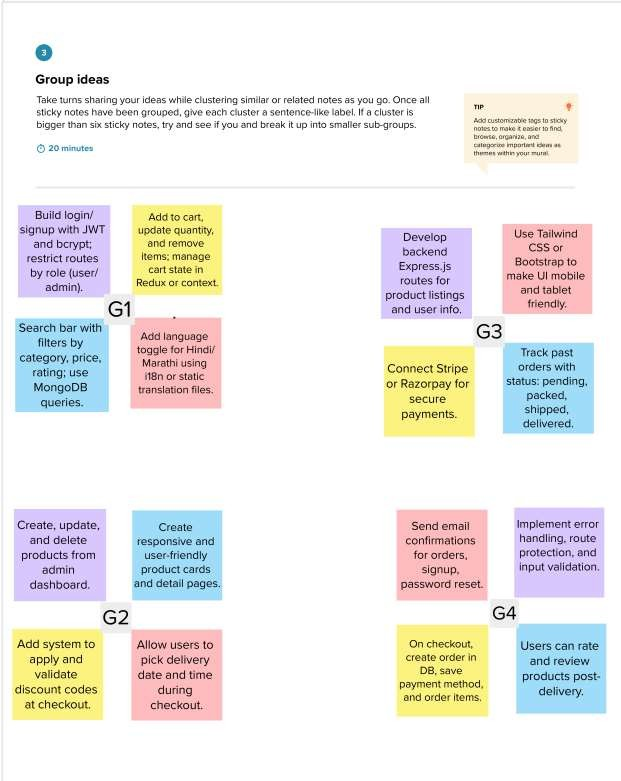 3
Group ideas
Take turns sharing your ideas while clustering similar or related notes as you go. Once all
sticky notes have been grouped, give each cluster a sentence-like label. If a cluster is
bigger than six sticky notes, try and see if you and break it up into smaller sub-groups.
20 minutes
TIP
Add customizable tags to sticky
notes to make it easier to find,
browse, organize, and
categorize important ideas as
themes within your mural.
Build login/
signup with JWT
and bcrypt;
restrict routes
by role (user/
admin).
Add to cart,
update quantity,
and remove
items; manage
cart state in
Redux or context.
G1
Search bar with
filters by
category, price,
rating; use
MongoDB
queries.
Add language
toggle for Hindi/
Marathi using
i18n or static
translation files.
Develop
backend
Express.js
routes for
product listings
and user info.
Use Tailwind
CSS or
Bootstrap to
make UI mobile
and tablet
friendly.
G3
Connect Stripe
or Razorpay for
secure
payments.
Track past
orders with
status: pending,
packed,
shipped,
delivered.
Create, update,
and delete
products from
admin
dashboard.
Create
responsive and
user-friendly
product cards
and detail pages.
G2
Add system to
apply and
validate
discount codes
at checkout.
Allow users to
pick delivery
date and time
during
checkout.
Send email
confirmations
for orders,
signup,
password reset.
Implement error
handling, route
protection, and
input validation.
G4
On checkout,
create order in
DB, save
payment method,
and order items.
Users can rate
and review
products post-
delivery.